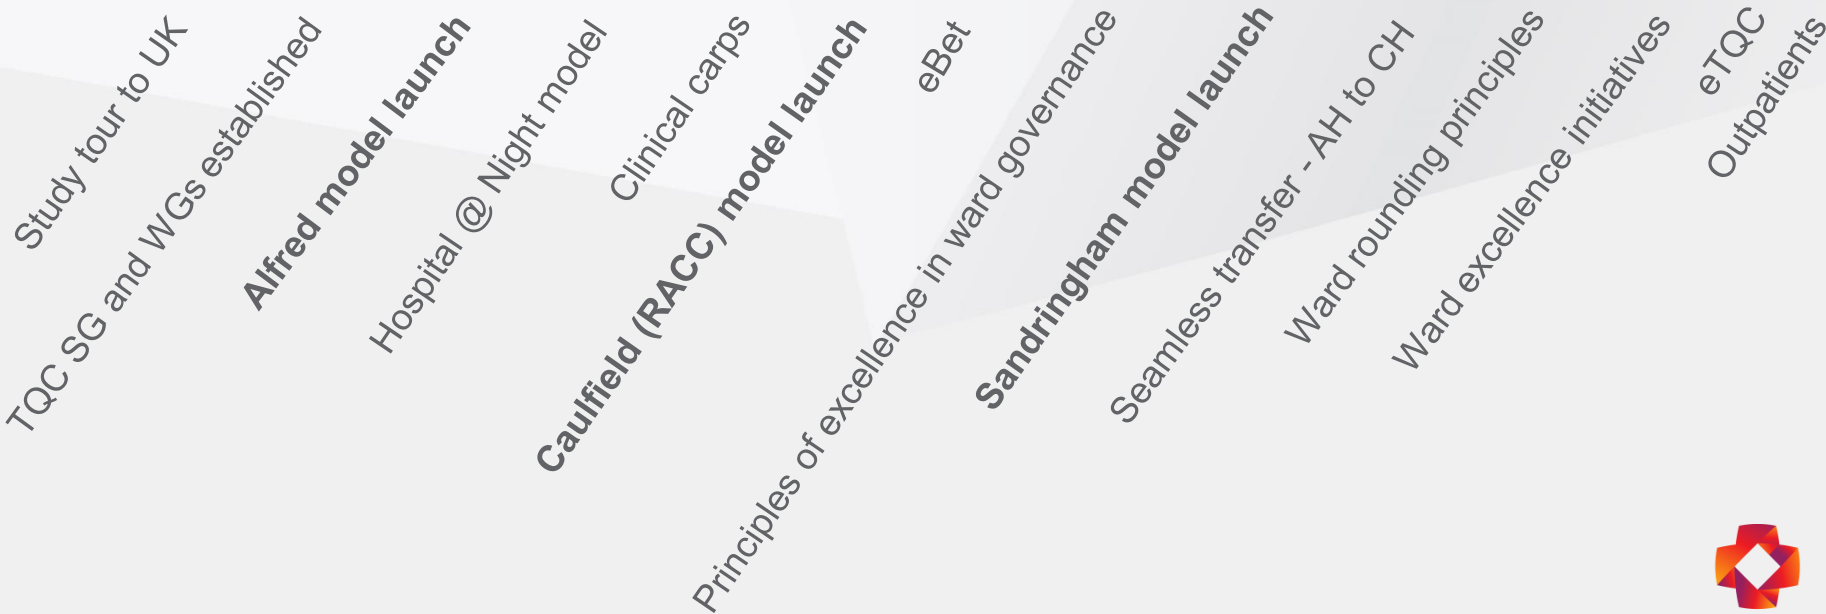 Study tour to UK
TQC SG and WGs established
Alfred model launch
Hospital @ Night model
Clinical carps
Caulfield (RACC) model launch
eBet
Principles of excellence in ward governance
Sandringham model launch
Seamless transfer - AH to CH
Ward rounding principles
Ward excellence initiatives
eTQC
Outpatients